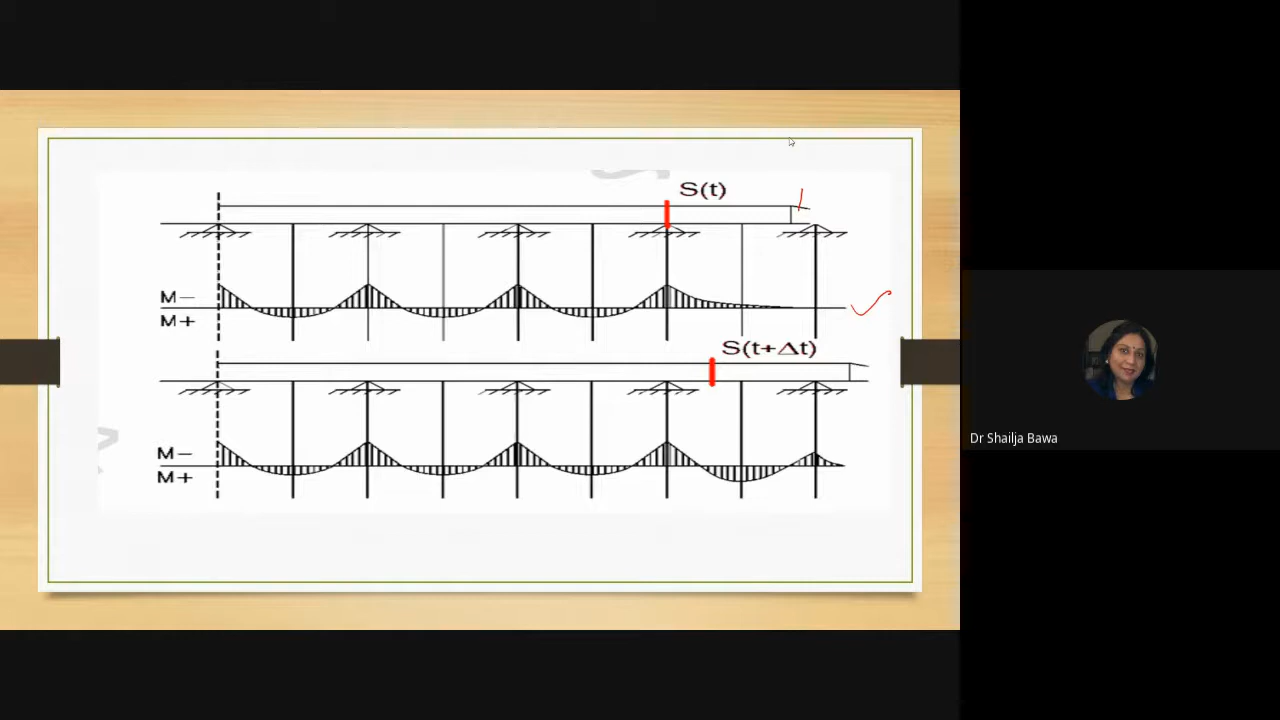 S(t)
M−
M+
S(t+Δt)
M−
M+
Dr Shailja Bawa